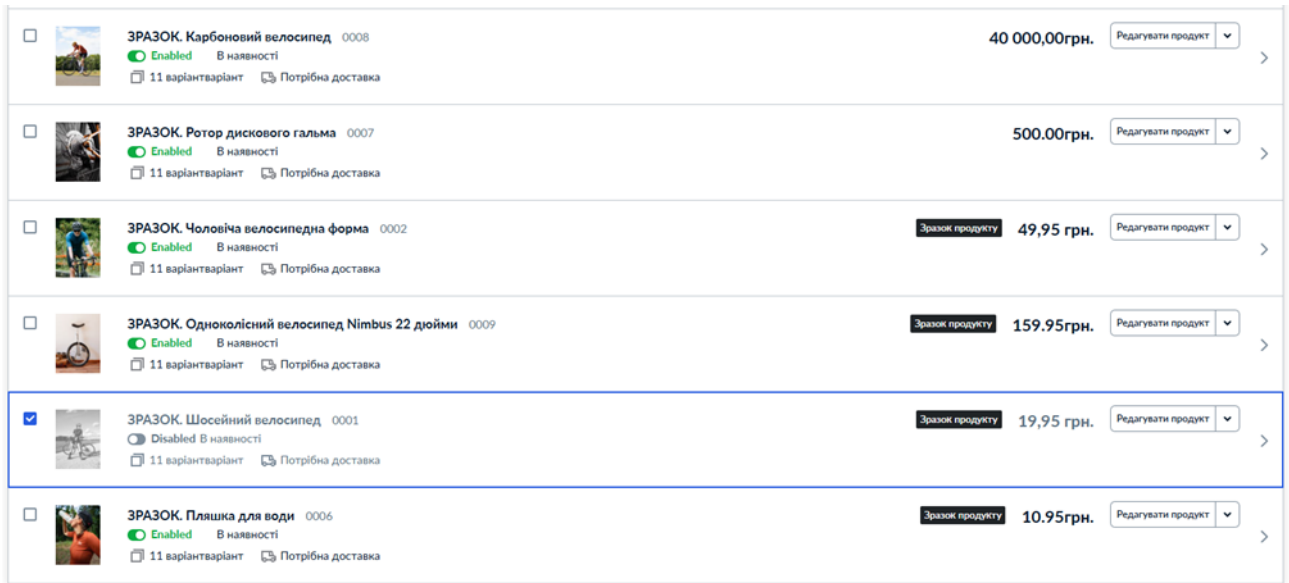 ЗРАЗОК. Карбоновий велосипед 0008
40 000,00грн. Редагувати продукт
Enabled В наявності
11 варіантваріант Потрібна доставка
ЗРАЗОК. Ротор дискового гальма 0007
500.00грн. Редагувати продукт
Enabled В наявності
11 варіантваріант Потрібна доставка
ЗРАЗОК. Чоловіча велосипедна форма 0002
Зразок продукту 49,95 грн. Редагувати продукт
Enabled В наявності
11 варіантваріант Потрібна доставка
ЗРАЗОК. Одноколісний велосипед Nimbus 22 дюйми 0009
Зразок продукту 159.95грн. Редагувати продукт
Enabled В наявності
11 варіантваріант Потрібна доставка
ЗРАЗОК. Шосейний велосипед 0001
Зразок продукту 19,95 грн. Редагувати продукт
Disabled В наявності
11 варіантваріант Потрібна доставка
ЗРАЗОК. Пляшка для води 0006
Зразок продукту 10.95грн. Редагувати продукт
Enabled В наявності
11 варіантваріант Потрібна доставка